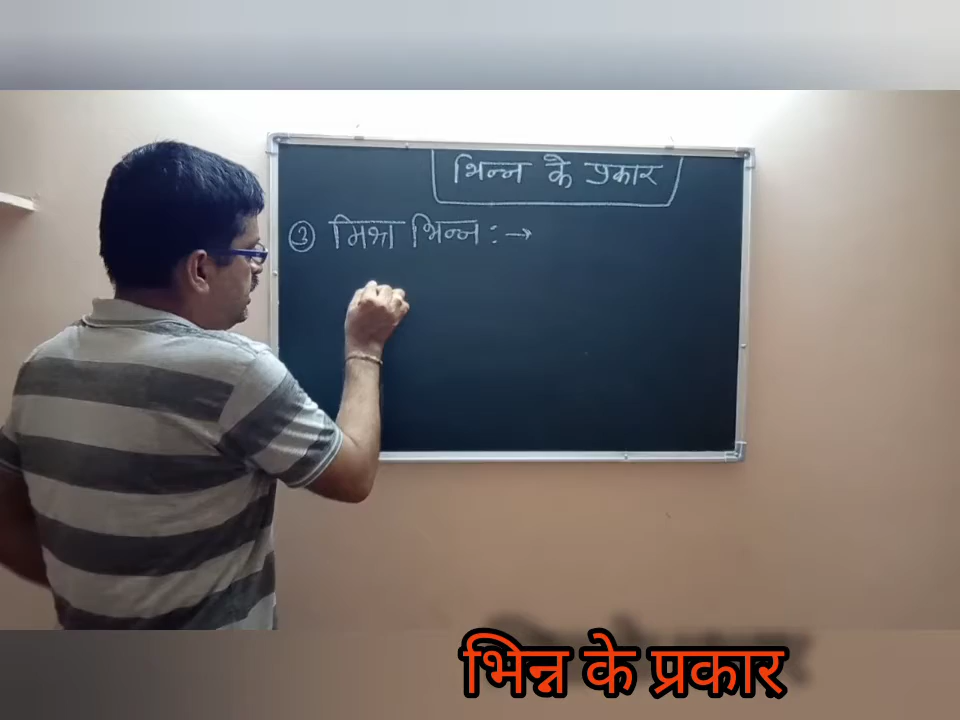 भिन्न के प्रकार
③ मिश्र भिन्न :→
भिन्न के प्रकार